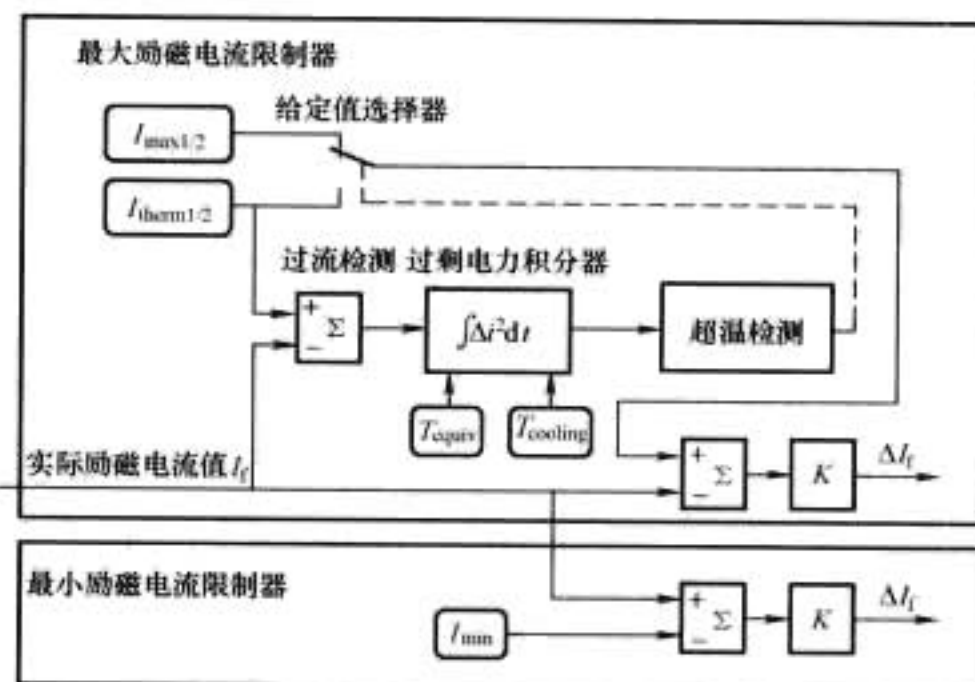 最大励磁电流限制器
给定值选择器
Imax1/2
Itherm1/2
过流检测 过剩电力积分器
+
−
Σ
∫Δi²dt
超温检测
Tequiv
Tcooling
实际励磁电流值 If
+
−
Σ
K
ΔIf
最小励磁电流限制器
Imin
+
−
Σ
K
ΔIf